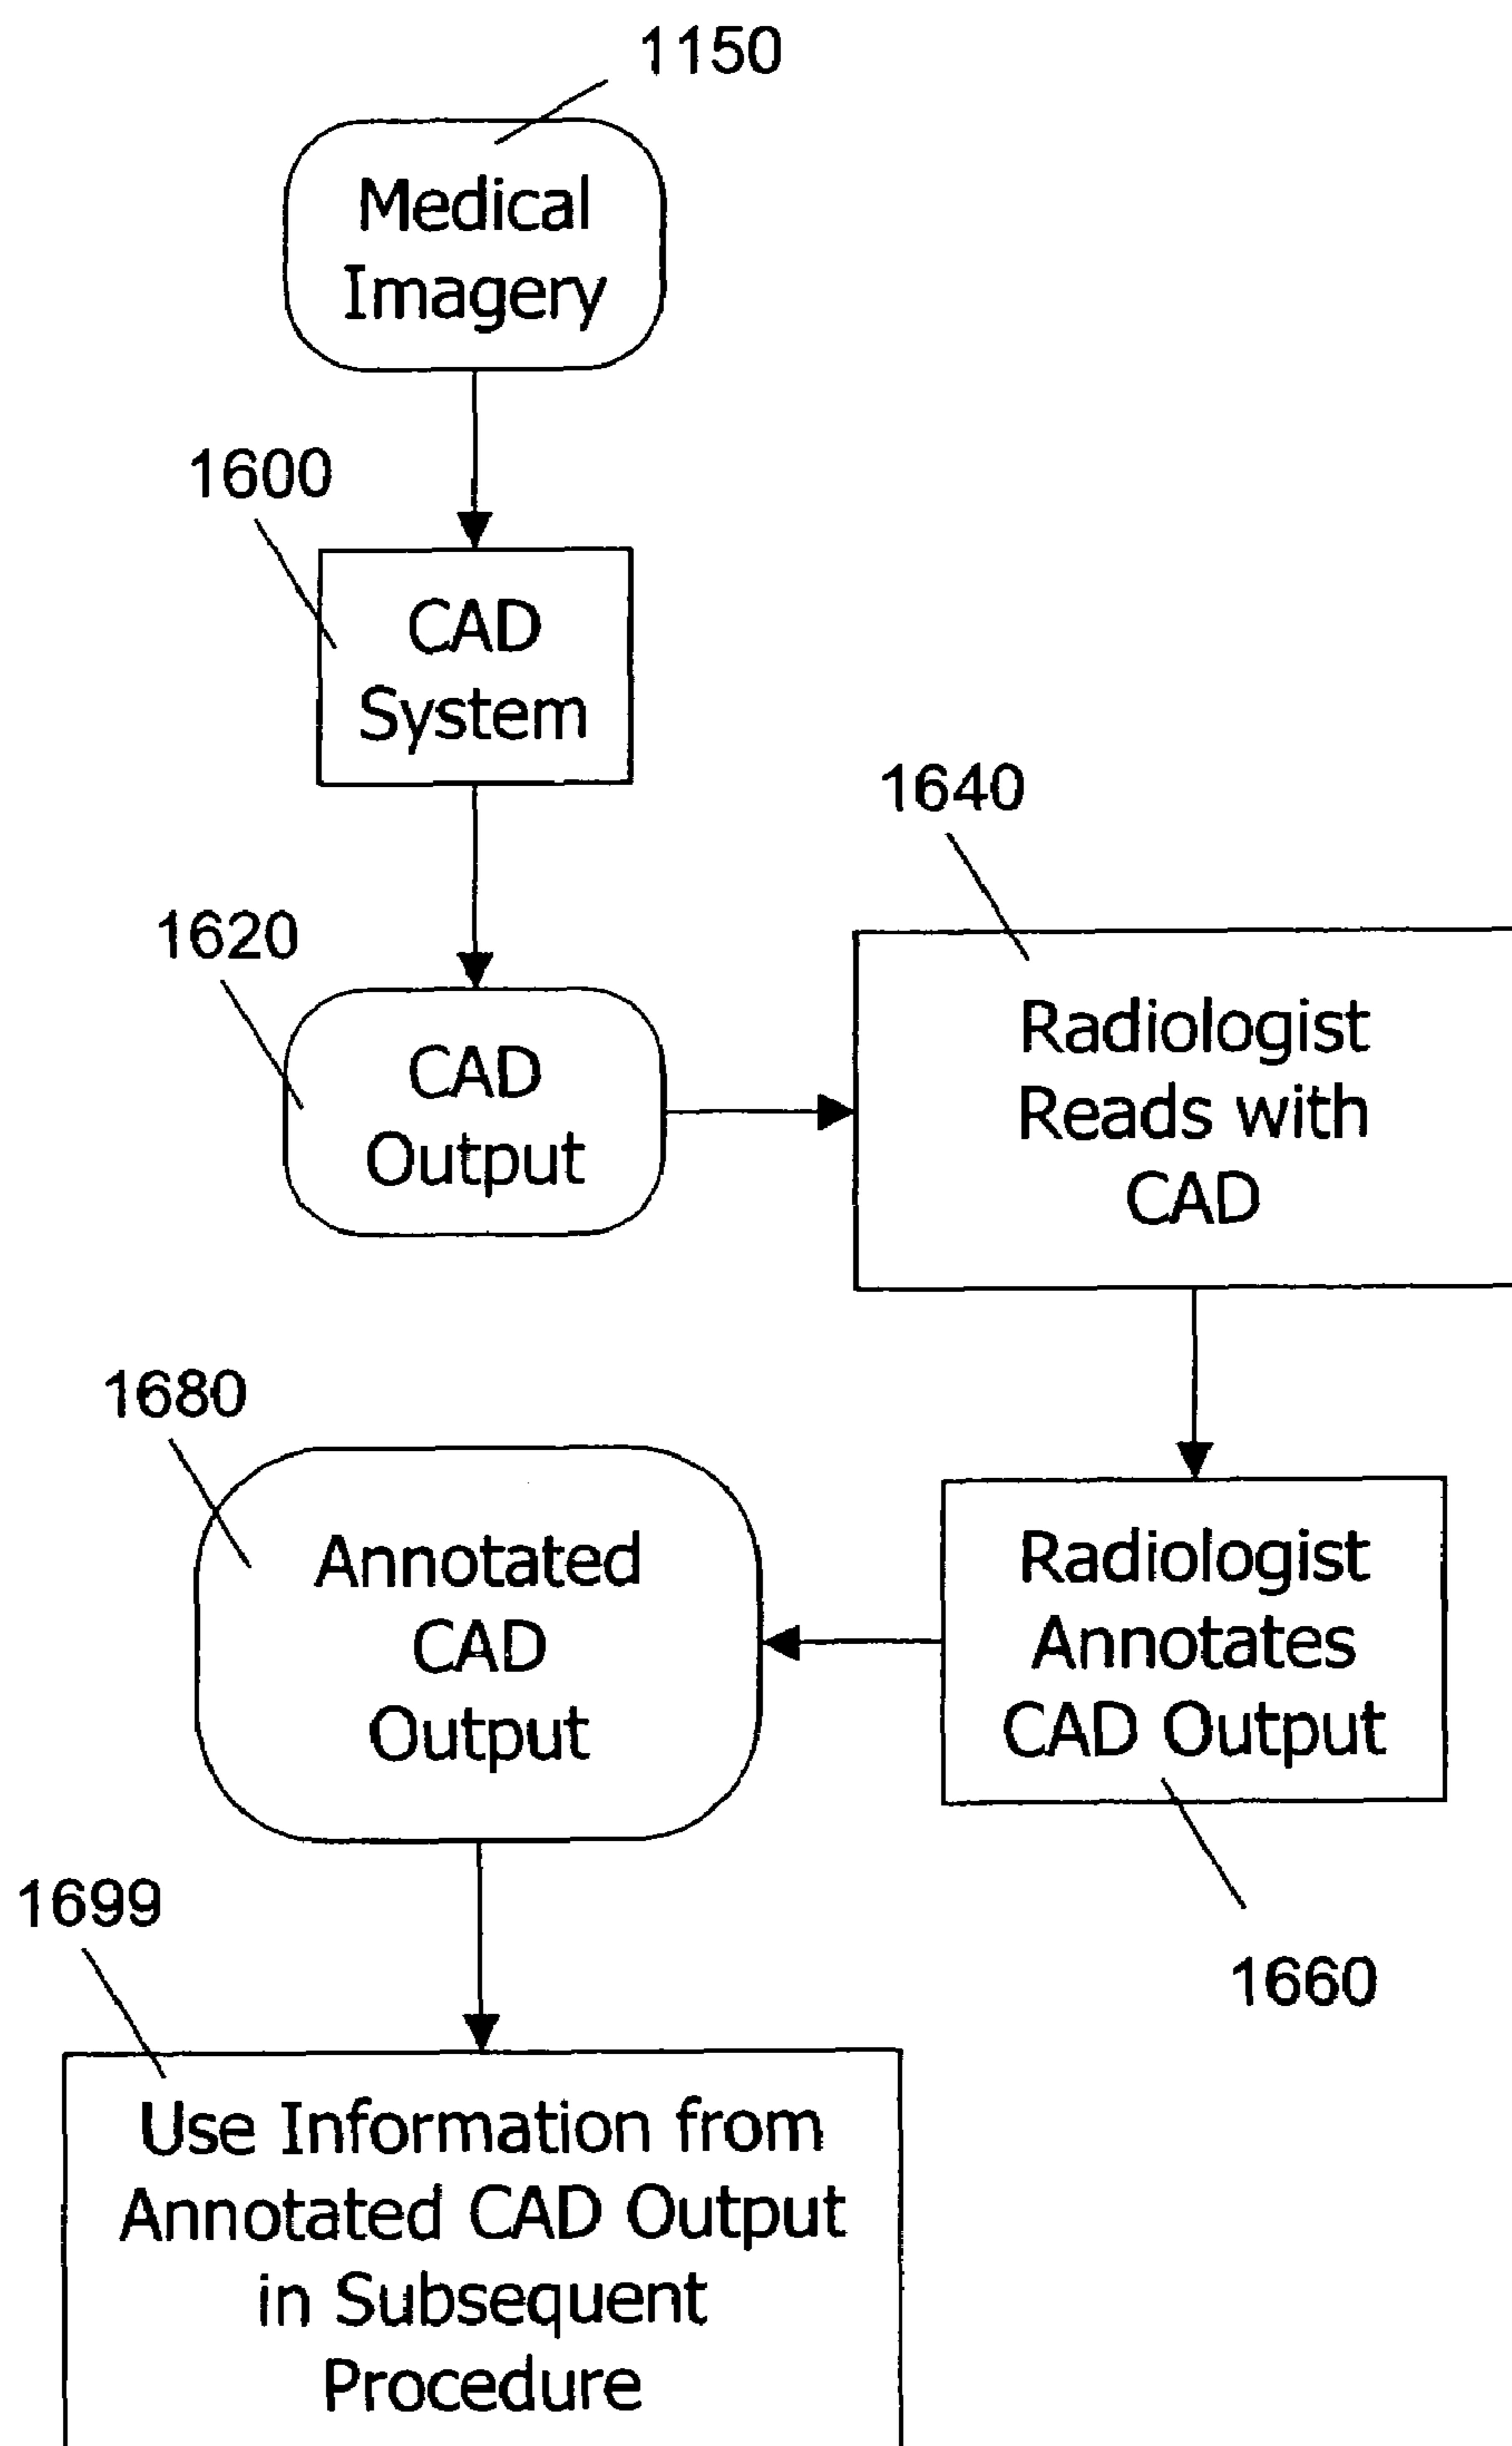 1150
Medical
Imagery
1600
CAD
System
1640
1620
CAD
Output
Radiologist
Reads with
CAD
1680
Annotated
CAD
Output
Radiologist
Annotates
CAD Output
1660
1699
Use Information from
Annotated CAD Output
in Subsequent
Procedure